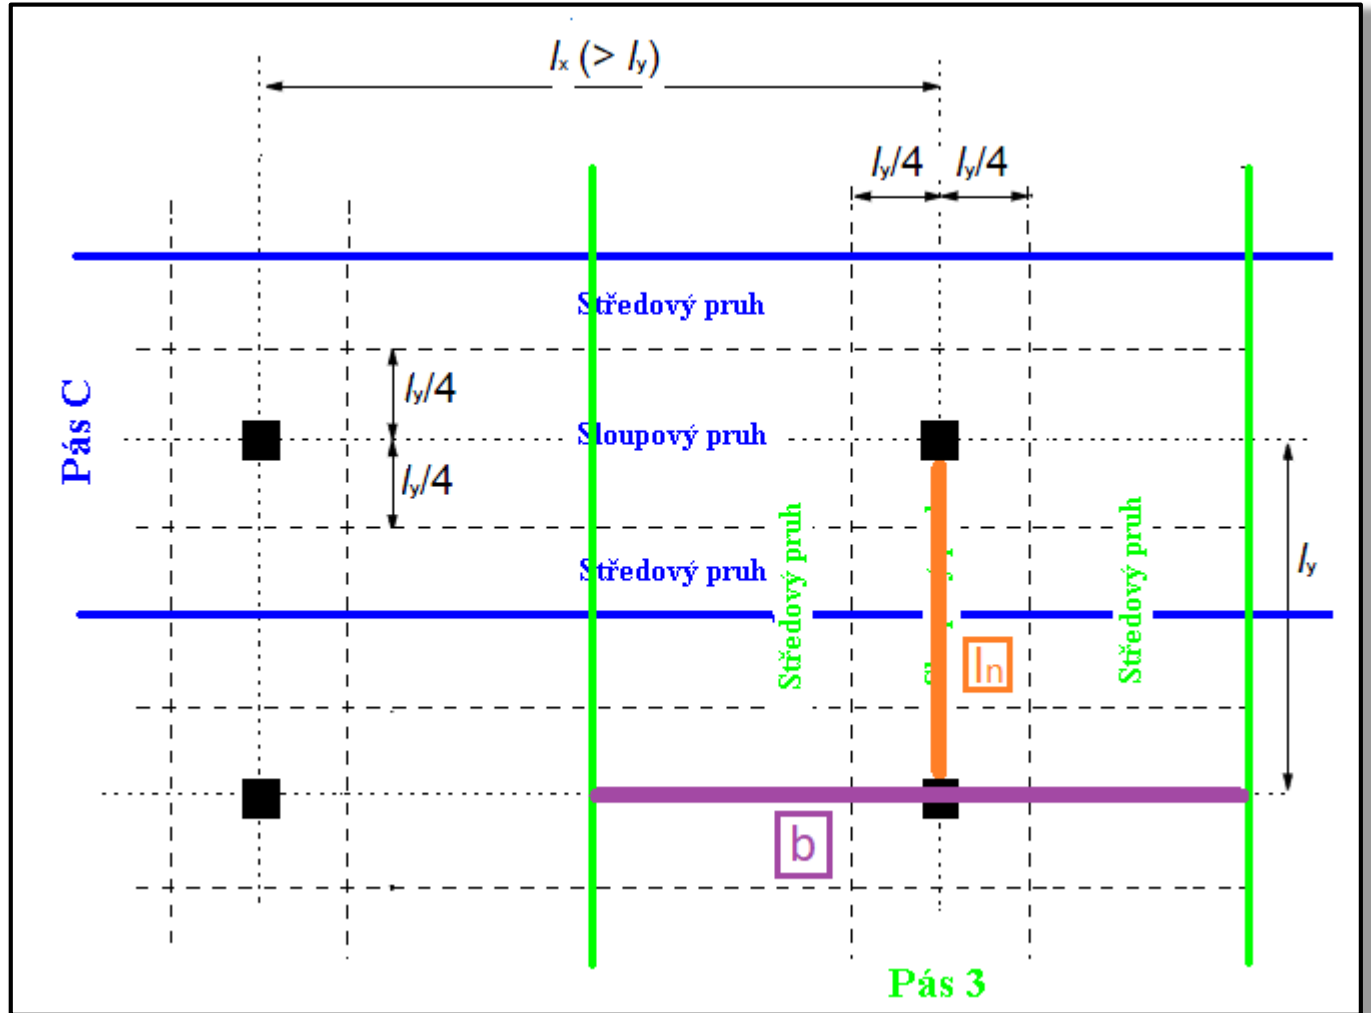 lx (> ly)
ly/4
ly/4
Středový pruh
ly/4
Pás C
Sloupový pruh
ly/4
Středový pruh
Středový pruh
Středový pruh
ly
ln
b
Pás 3